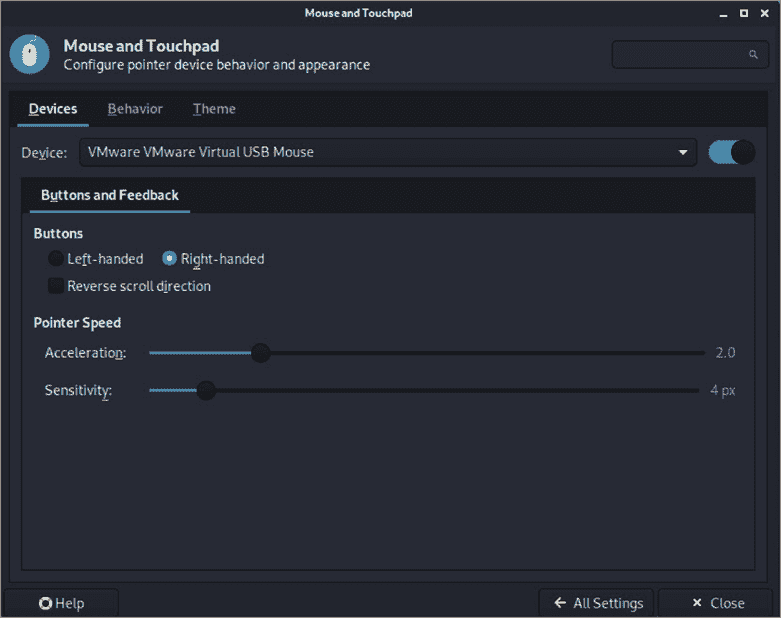 Mouse and Touchpad
Mouse and Touchpad
Configure pointer device behavior and appearance
Devices Behavior Theme
Device: VMware VMware Virtual USB Mouse
Buttons and Feedback
Buttons
Left-handed Right-handed
Reverse scroll direction
Pointer Speed
Acceleration: 2.0
Sensitivity: 4 px
Help All Settings Close